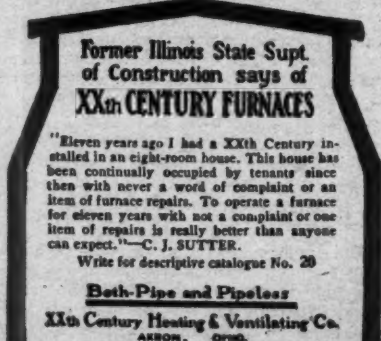 Former Illinois State Supt.
of Construction says of
XXth CENTURY FURNACES
"Eleven years ago I had a XXth Century in-
stalled in an eight-room house. This house has
been continually occupied by tenants since
then with never a word of complaint or an
item of furnace repairs. To operate a furnace
for eleven years with not a complaint or one
item of repairs is really better than anyone
can expect."—C. J. SUTTER.
Write for descriptive catalogue No. 20
Both-Pipe and Pipeless
XXth Century Heating & Ventilating Co.
AKRON, OHIO.